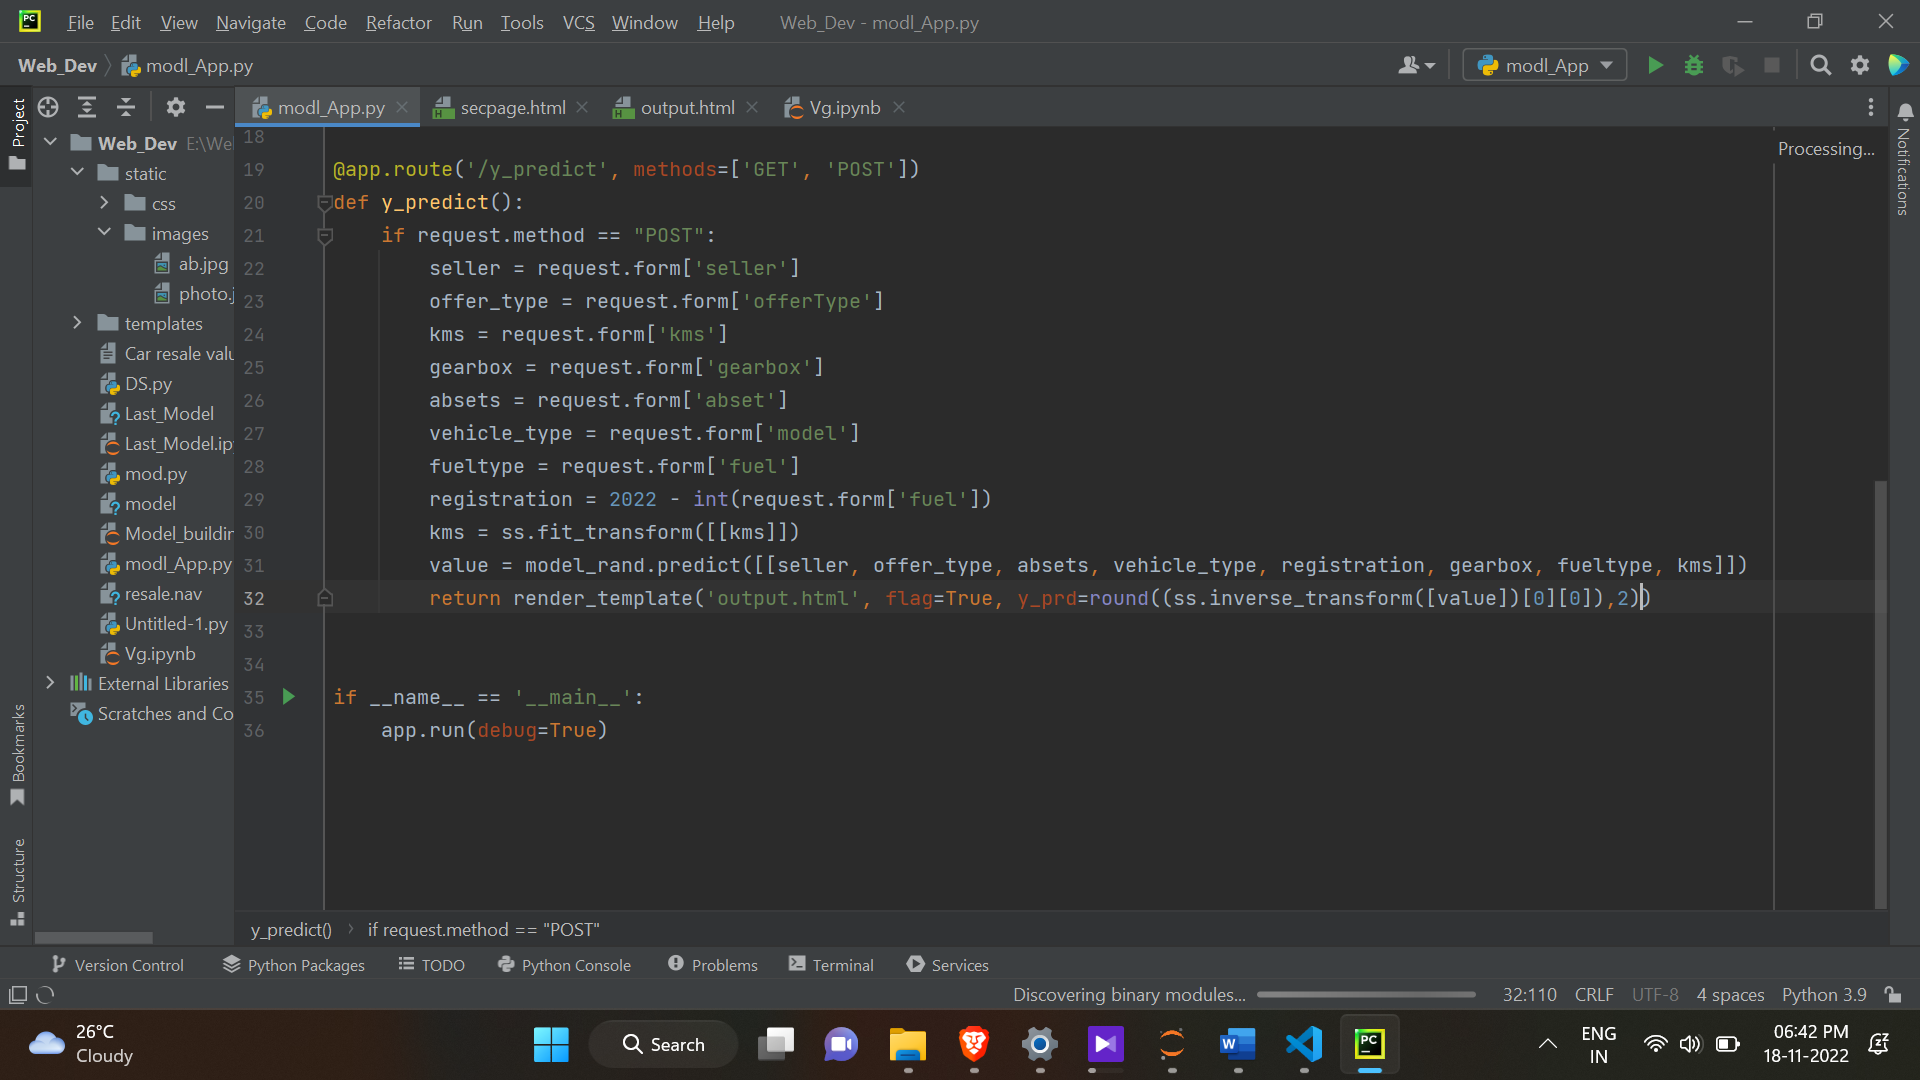 PC File Edit View Navigate Code Refactor Run Tools VCS Window Help Web_Dev - modl_App.py
Web_Dev modl_App.py modl_App
Project
modl_App.py secpage.html output.html Vg.ipynb
Notifications
Processing...
Web_Dev E:\We
static
css
images
ab.jpg
photo.j
templates
Car resale valu
DS.py
Last_Model
Last_Model.ip
mod.py
model
Model_buildin
modl_App.py
resale.nav
Untitled-1.py
Vg.ipynb
External Libraries
Scratches and Co
Bookmarks
Structure
18
19 @app.route('/y_predict', methods=['GET', 'POST'])
20 def y_predict():
21 if request.method == "POST":
22 seller = request.form['seller']
23 offer_type = request.form['offerType']
24 kms = request.form['kms']
25 gearbox = request.form['gearbox']
26 absets = request.form['abset']
27 vehicle_type = request.form['model']
28 fueltype = request.form['fuel']
29 registration = 2022 - int(request.form['fuel'])
30 kms = ss.fit_transform([[kms]])
31 value = model_rand.predict([[seller, offer_type, absets, vehicle_type, registration, gearbox, fueltype, kms]])
32 return render_template('output.html', flag=True, y_prd=round((ss.inverse_transform([value])[0][0]),2))
33
34
35 if __name__ == '__main__':
36 app.run(debug=True)
y_predict() if request.method == "POST"
Version Control Python Packages TODO Python Console Problems Terminal Services
Discovering binary modules... 32:110 CRLF UTF-8 4 spaces Python 3.9
26°C
Cloudy
Search
W
PC
ENG
IN
06:42 PM
18-11-2022